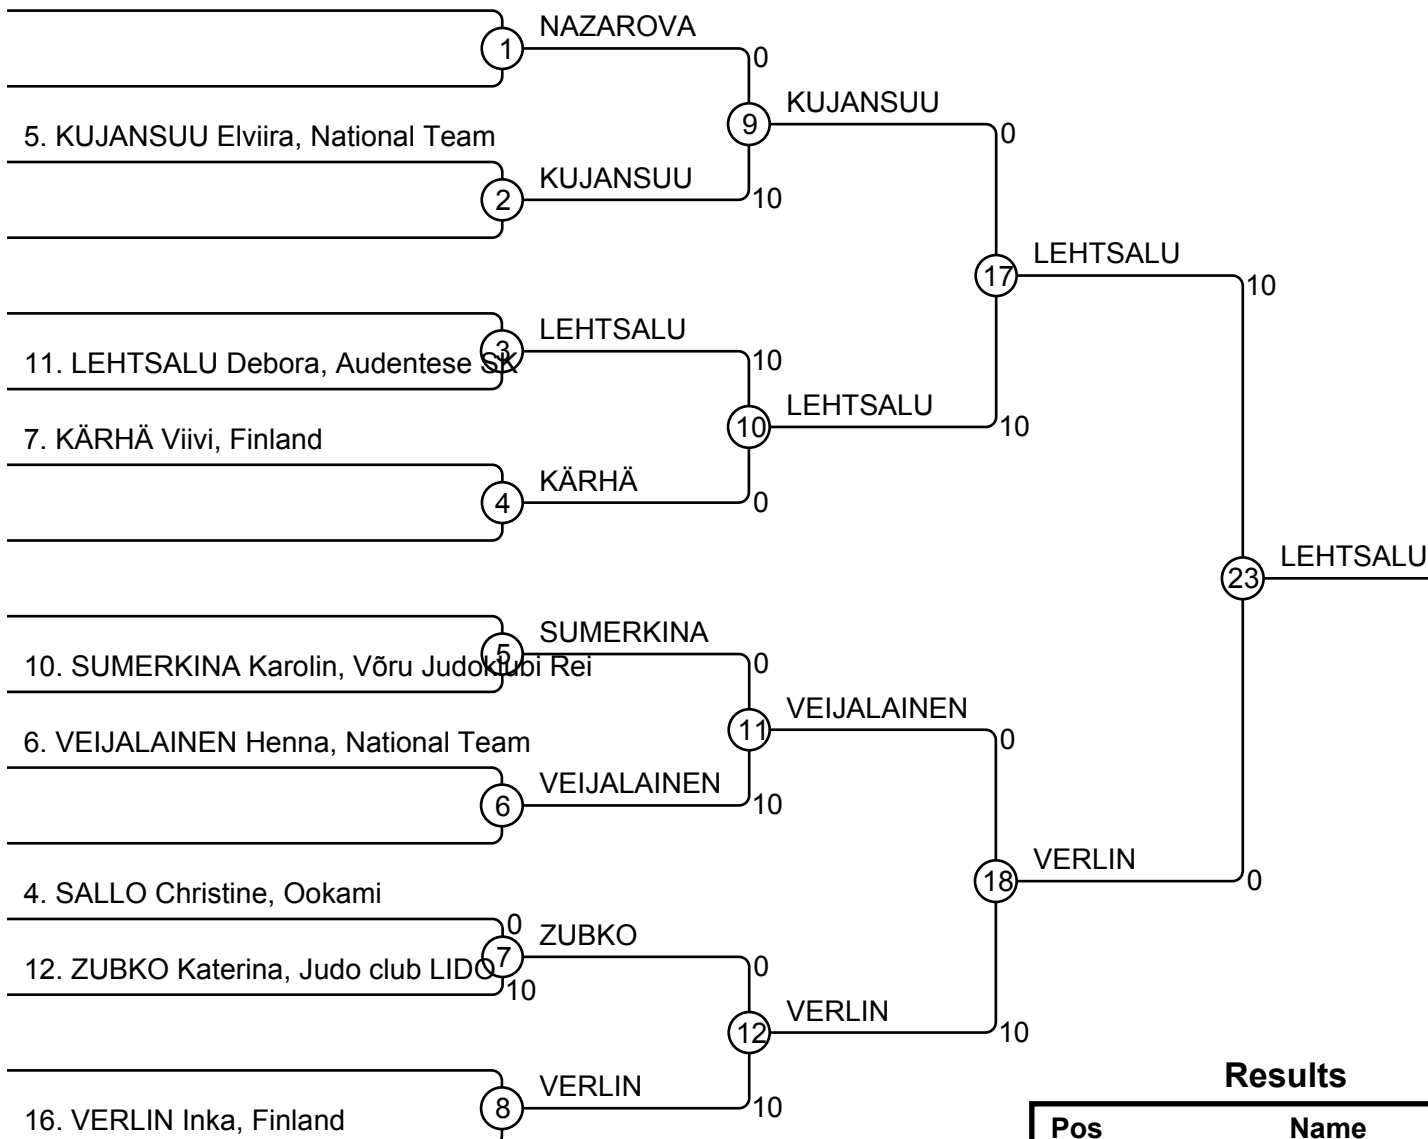 NAZAROVA
1
0
KUJANSUU
9
0
5. KUJANSUU Elviira, National Team
KUJANSUU
2
10
LEHTSALU
17
10
LEHTSALU
3
10
11. LEHTSALU Debora, Audentese SK
LEHTSALU
10
10
7. KÄRHÄ Viivi, Finland
KÄRHÄ
4
0
LEHTSALU
23
SUMERKINA
5
0
10. SUMERKINA Karolin, Võru Judoklubi Rei
VEIJALAINEN
11
0
6. VEIJALAINEN Henna, National Team
VEIJALAINEN
6
10
VERLIN
18
0
4. SALLO Christine, Ookami
0
ZUBKO
7
0
12. ZUBKO Katerina, Judo club LIDO
10
VERLIN
12
10
VERLIN
8
10
16. VERLIN Inka, Finland
Results
Pos Name